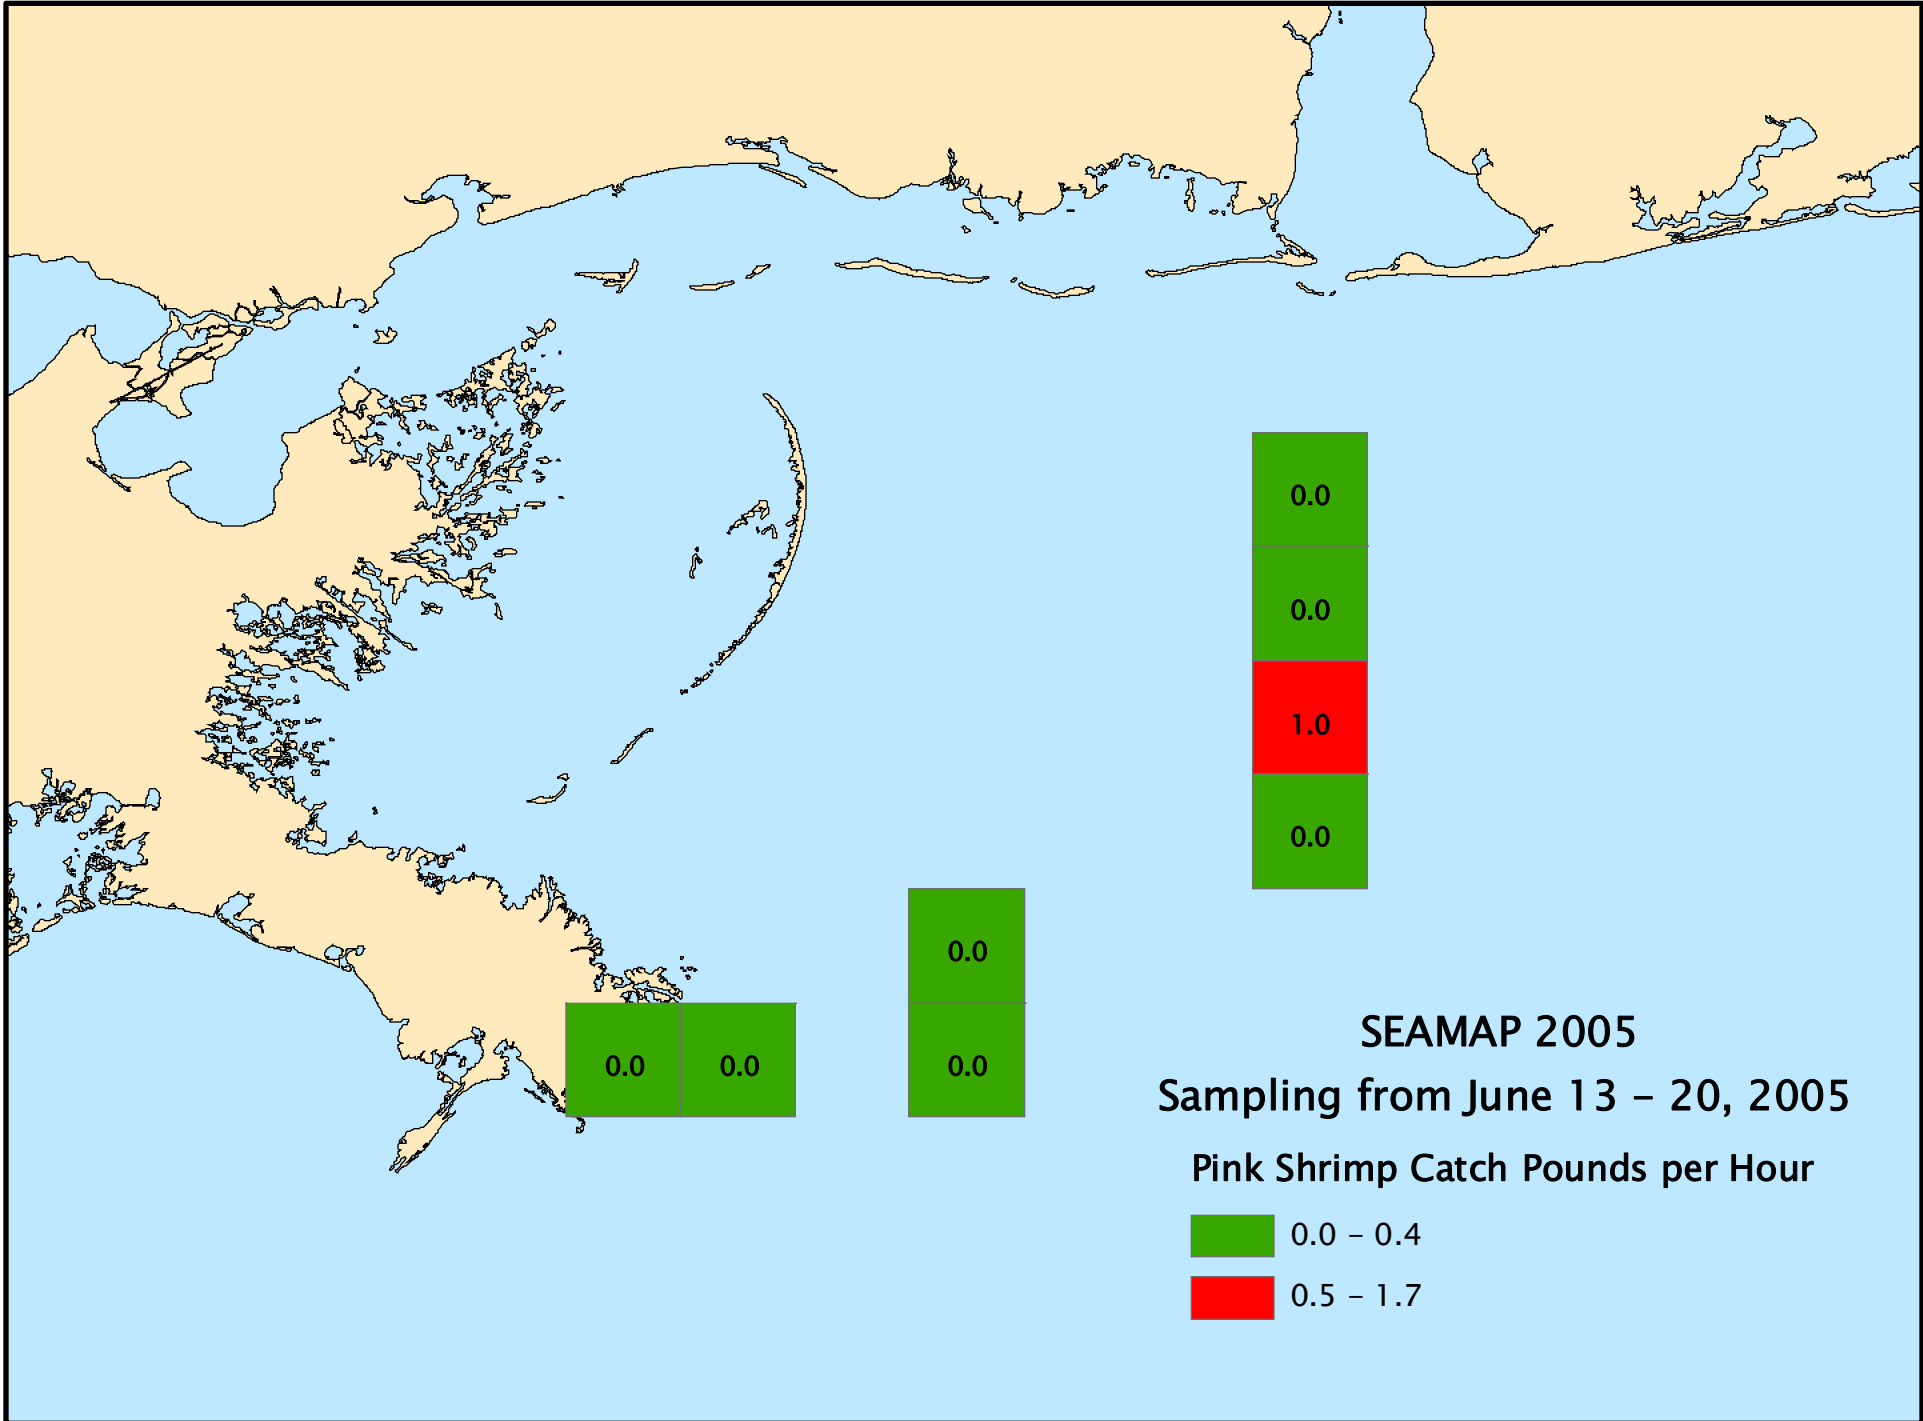 0.0
0.0
1.0
0.0
0.0
0.0 0.0 0.0
SEAMAP 2005
Sampling from June 13 – 20, 2005
Pink Shrimp Catch Pounds per Hour
0.0 – 0.4
0.5 – 1.7